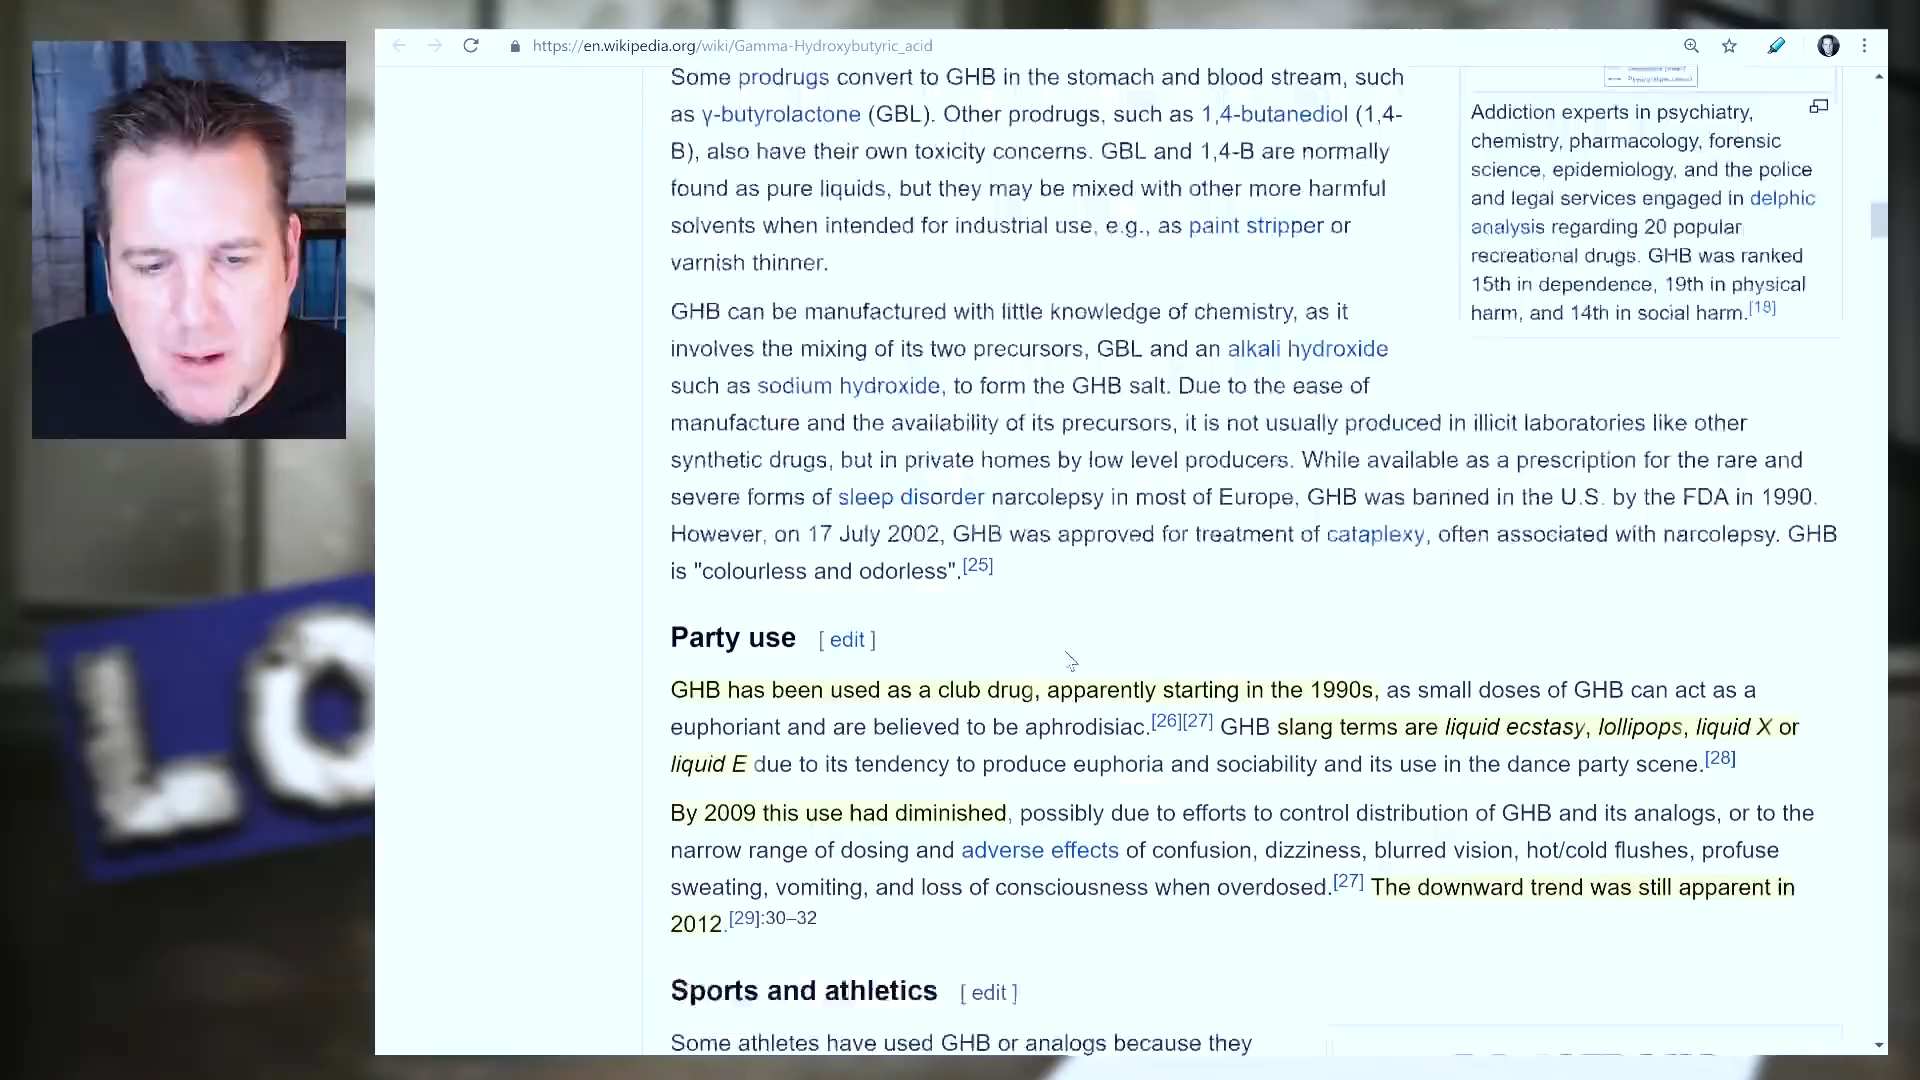 https://en.wikipedia.org/wiki/Gamma-Hydroxybutyric_acid
Some prodrugs convert to GHB in the stomach and blood stream, such
as γ-butyrolactone (GBL). Other prodrugs, such as 1,4-butanediol (1,4-
B), also have their own toxicity concerns. GBL and 1,4-B are normally
found as pure liquids, but they may be mixed with other more harmful
solvents when intended for industrial use, e.g., as paint stripper or
varnish thinner.
Addiction experts in psychiatry,
chemistry, pharmacology, forensic
science, epidemiology, and the police
and legal services engaged in delphic
analysis regarding 20 popular
recreational drugs. GHB was ranked
15th in dependence, 19th in physical
harm, and 14th in social harm.[18]
GHB can be manufactured with little knowledge of chemistry, as it
involves the mixing of its two precursors, GBL and an alkali hydroxide
such as sodium hydroxide, to form the GHB salt. Due to the ease of
manufacture and the availability of its precursors, it is not usually produced in illicit laboratories like other
synthetic drugs, but in private homes by low level producers. While available as a prescription for the rare and
severe forms of sleep disorder narcolepsy in most of Europe, GHB was banned in the U.S. by the FDA in 1990.
However, on 17 July 2002, GHB was approved for treatment of cataplexy, often associated with narcolepsy. GHB
is "colourless and odorless".[25]
Party use [ edit ]
GHB has been used as a club drug, apparently starting in the 1990s, as small doses of GHB can act as a
euphoriant and are believed to be aphrodisiac.[26][27] GHB slang terms are liquid ecstasy, lollipops, liquid X or
liquid E due to its tendency to produce euphoria and sociability and its use in the dance party scene.[28]
By 2009 this use had diminished, possibly due to efforts to control distribution of GHB and its analogs, or to the
narrow range of dosing and adverse effects of confusion, dizziness, blurred vision, hot/cold flushes, profuse
sweating, vomiting, and loss of consciousness when overdosed.[27] The downward trend was still apparent in
2012.[29]:30–32
Sports and athletics [ edit ]
Some athletes have used GHB or analogs because they
LO